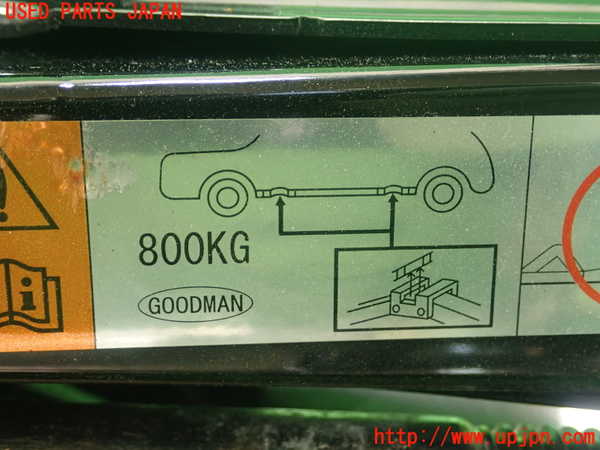 USED PARTS JAPAN
800KG
GOODMAN
i
http://www.upjpn.com/